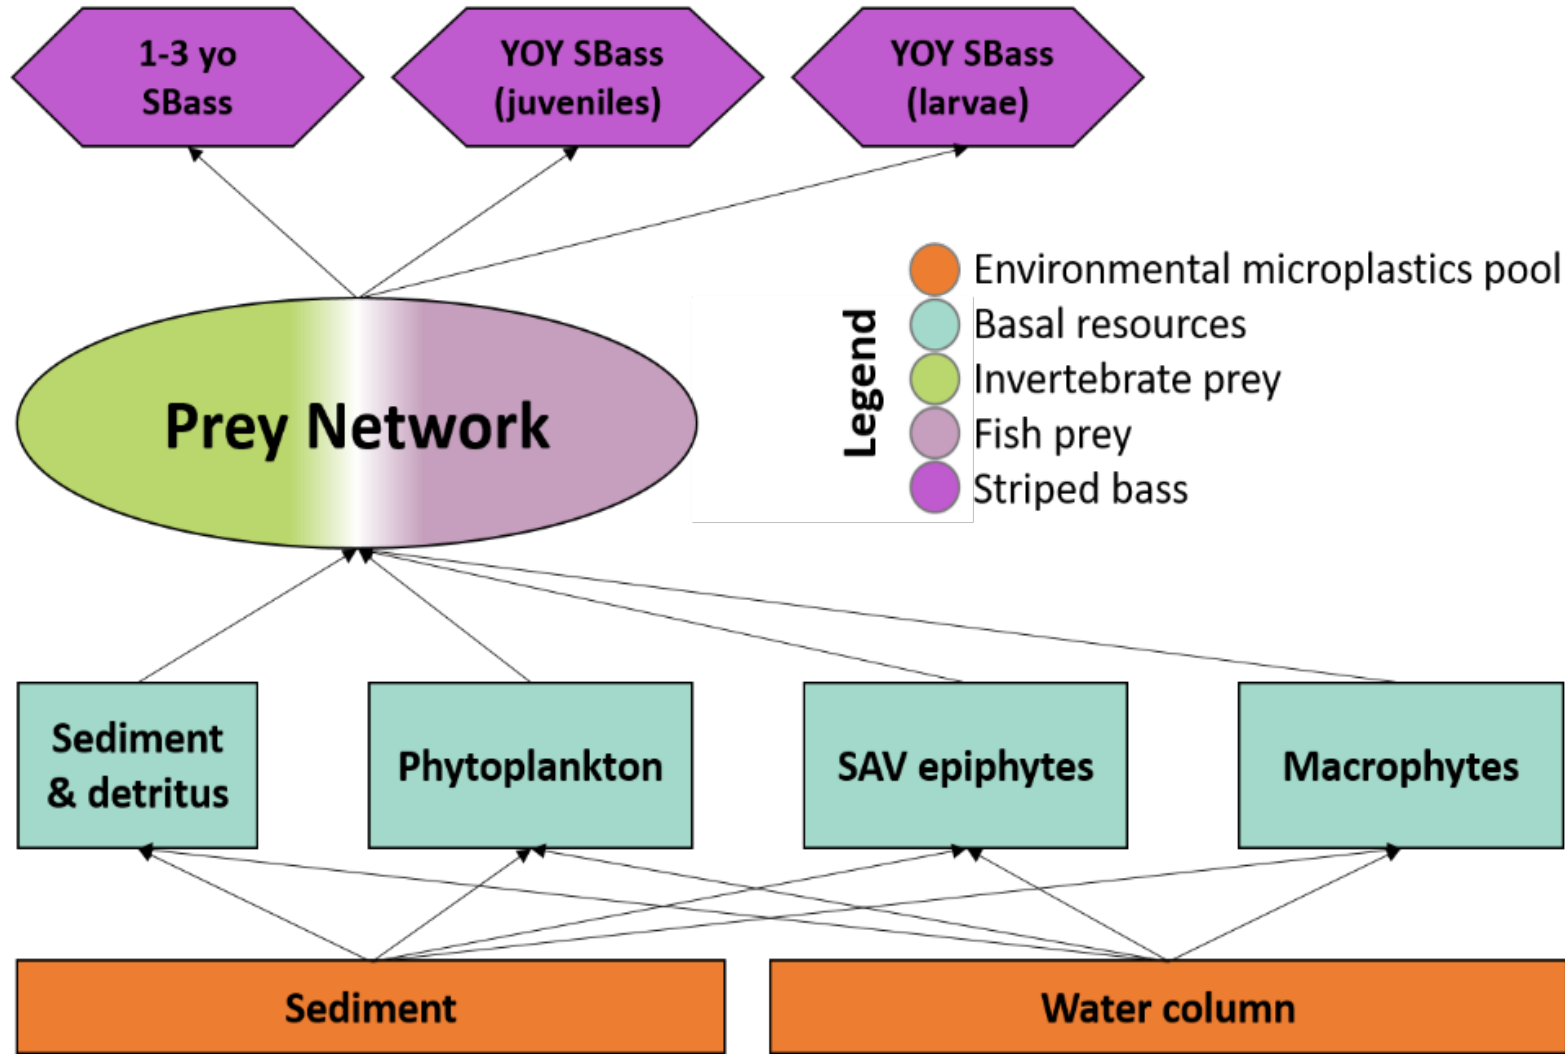 1-3 yo
SBass
YOY SBass
(juveniles)
YOY SBass
(larvae)
Legend
Environmental microplastics pool
Basal resources
Invertebrate prey
Fish prey
Striped bass
Prey Network
Sediment
& detritus
Phytoplankton
SAV epiphytes
Macrophytes
Sediment
Water column